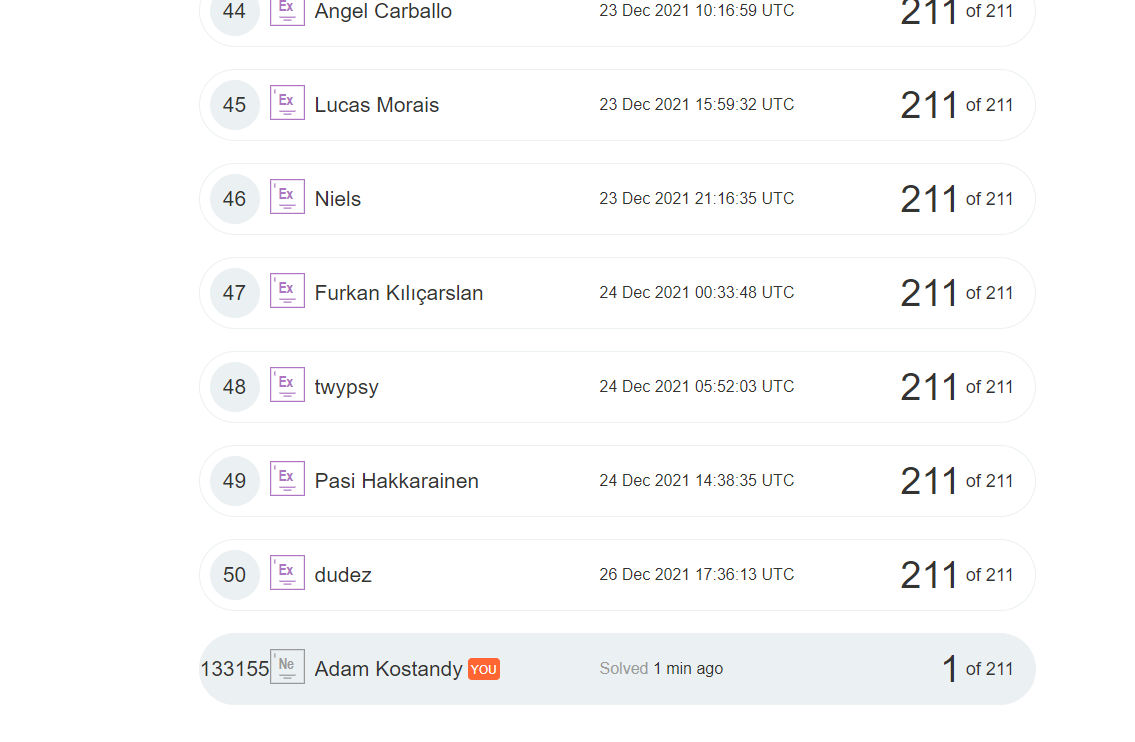 44 Ex Angel Carballo 23 Dec 2021 10:16:59 UTC 211 of 211
45 Ex Lucas Morais 23 Dec 2021 15:59:32 UTC 211 of 211
46 Ex Niels 23 Dec 2021 21:16:35 UTC 211 of 211
47 Ex Furkan Kılıçarslan 24 Dec 2021 00:33:48 UTC 211 of 211
48 Ex twypsy 24 Dec 2021 05:52:03 UTC 211 of 211
49 Ex Pasi Hakkarainen 24 Dec 2021 14:38:35 UTC 211 of 211
50 Ex dudez 26 Dec 2021 17:36:13 UTC 211 of 211
133155 Ne Adam Kostandy YOU Solved 1 min ago 1 of 211